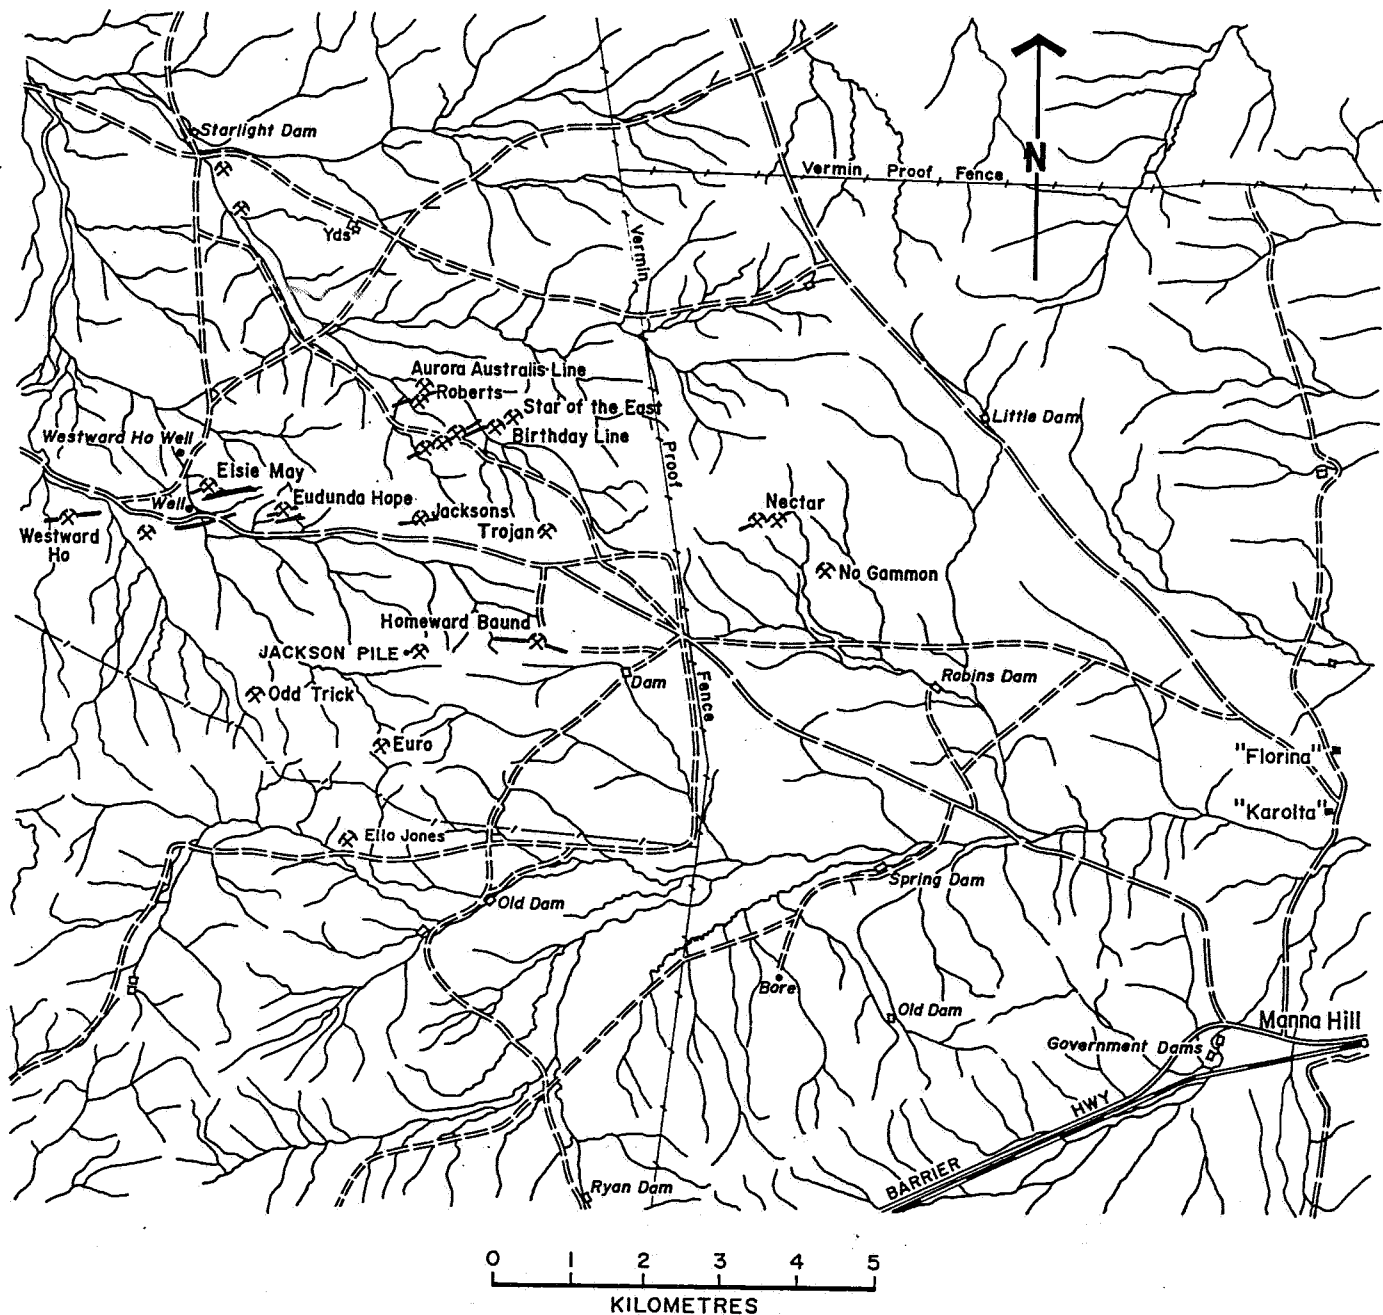 Starlight Dam
N
Vermin Proof Fence
Yds
Vermin
Proof
Fence
Aurora Australis Line
Roberts
Star of the East
Birthday Line
Little Dam
Westward Ho Well
Elsie May
Well
Eudunda Hope
Jacksons
Trojan
Nectar
Westward
Ho
No Gammon
Homeward Baund
JACKSON PILE
Odd Trick
Dam
Robins Dam
Euro
"Florina"
"Karolta"
Ello Jones
Spring Dam
Old Dam
Bore
Old Dam
Manna Hill
Government Dams
BARRIER HWY
Ryan Dam
0 1 2 3 4 5
KILOMETRES